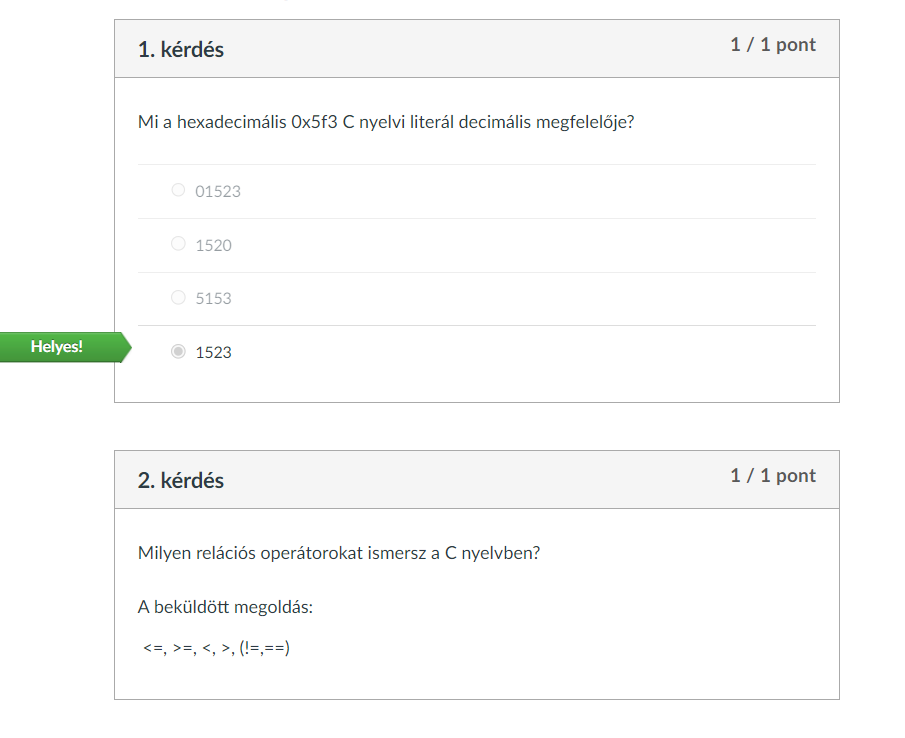 1. kérdés
1 / 1 pont
Mi a hexadecimális 0x5f3 C nyelvi literál decimális megfelelője?
01523
1520
5153
Helyes!
1523
2. kérdés
1 / 1 pont
Milyen relációs operátorokat ismersz a C nyelvben?
A beküldött megoldás:
<=, >=, <, >, (!=,==)